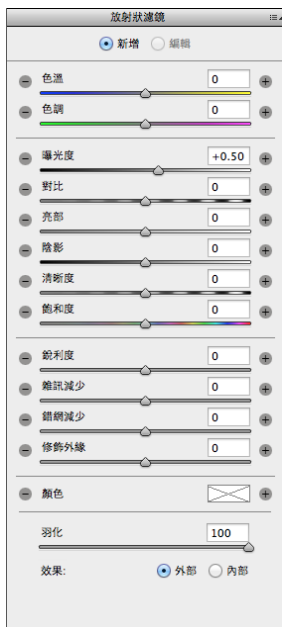 放射狀濾鏡
新增 編輯
色溫 0
色調 0
曝光度 +0.50
對比 0
亮部 0
陰影 0
清晰度 0
飽和度 0
銳利度 0
雜訊減少 0
錯網減少 0
修飾外緣 0
顏色
羽化 100
效果: 外部 內部